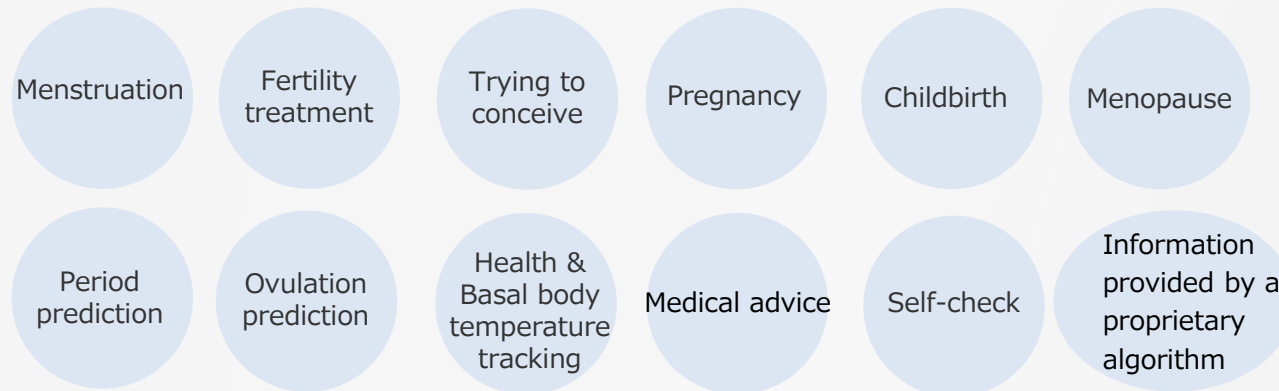 Menstruation
Fertility
treatment
Trying to
conceive
Pregnancy
Childbirth
Menopause
Period
prediction
Ovulation
prediction
Health &
Basal body
temperature
tracking
Medical advice
Self-check
Information
provided by a
proprietary
algorithm